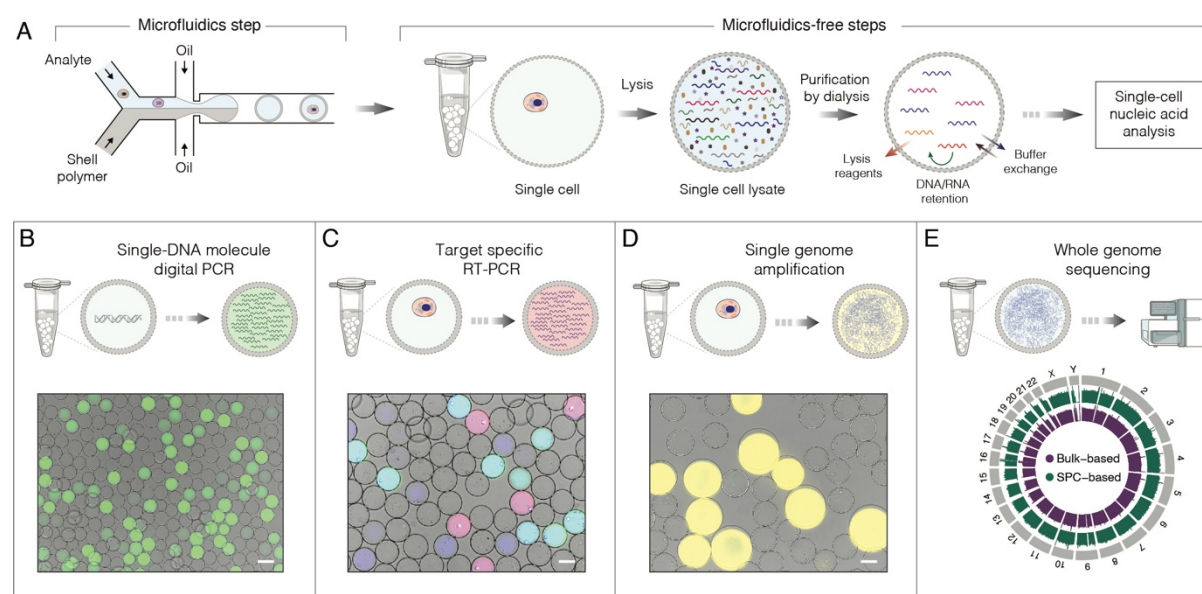 A
Microfluidics step
Microfluidics-free steps
Analyte
Oil
Shell
polymer
Oil
Single cell
Lysis
Single cell lysate
Purification
by dialysis
Lysis
reagents
DNA/RNA
retention
Buffer
exchange
Single-cell
nucleic acid
analysis
B
Single-DNA molecule
digital PCR
C
Target specific
RT-PCR
D
Single genome
amplification
E
Whole genome
sequencing
1
2
3
4
5
6
7
8
9
10
11
12
13
14
15
16
17
18
19
20
21
22
X
Y
Bulk-based
SPC-based